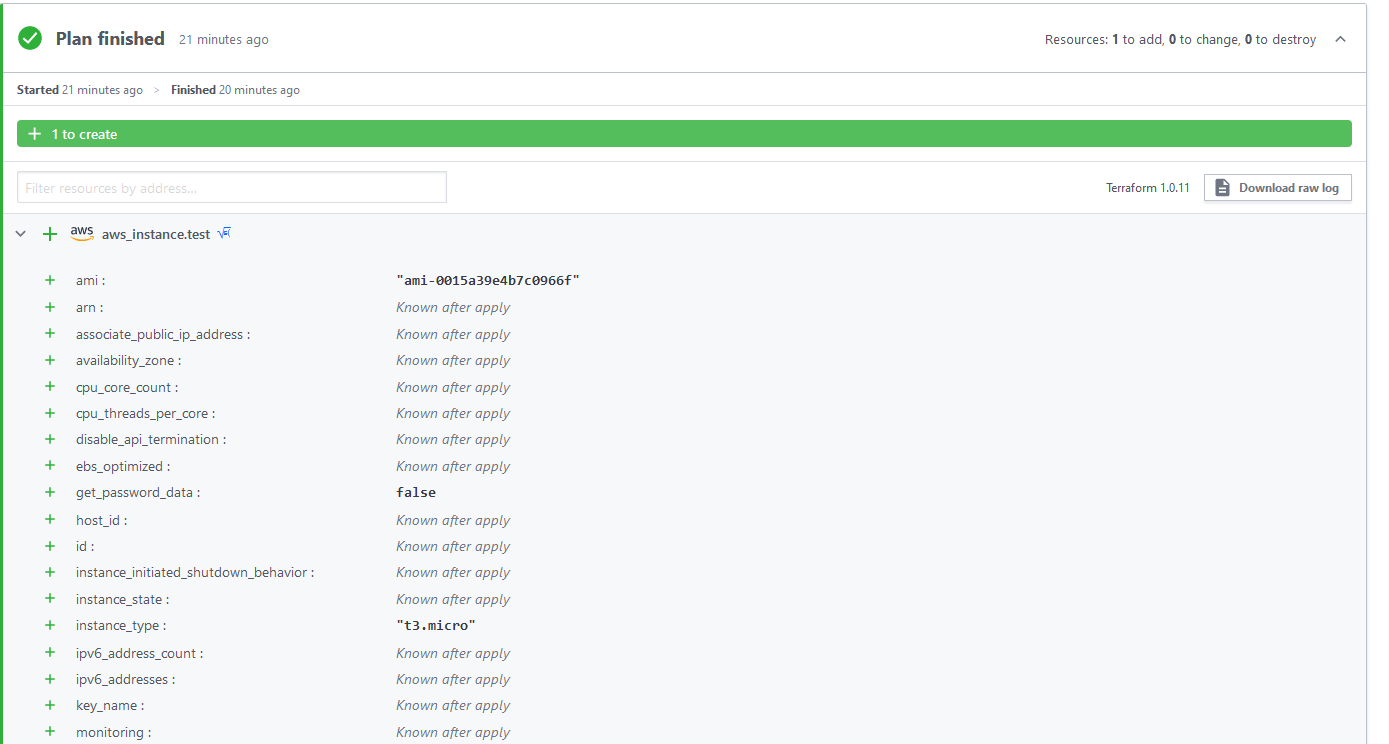 Plan finished 21 minutes ago Resources: 1 to add, 0 to change, 0 to destroy
Started 21 minutes ago > Finished 20 minutes ago
+ 1 to create
Filter resources by address... Terraform 1.0.11 Download raw log
+ aws aws_instance.test
+ ami : "ami-0015a39e4b7c0966f"
+ arn : Known after apply
+ associate_public_ip_address : Known after apply
+ availability_zone : Known after apply
+ cpu_core_count : Known after apply
+ cpu_threads_per_core : Known after apply
+ disable_api_termination : Known after apply
+ ebs_optimized : Known after apply
+ get_password_data : false
+ host_id : Known after apply
+ id : Known after apply
+ instance_initiated_shutdown_behavior : Known after apply
+ instance_state : Known after apply
+ instance_type : "t3.micro"
+ ipv6_address_count : Known after apply
+ ipv6_addresses : Known after apply
+ key_name : Known after apply
+ monitoring : Known after apply